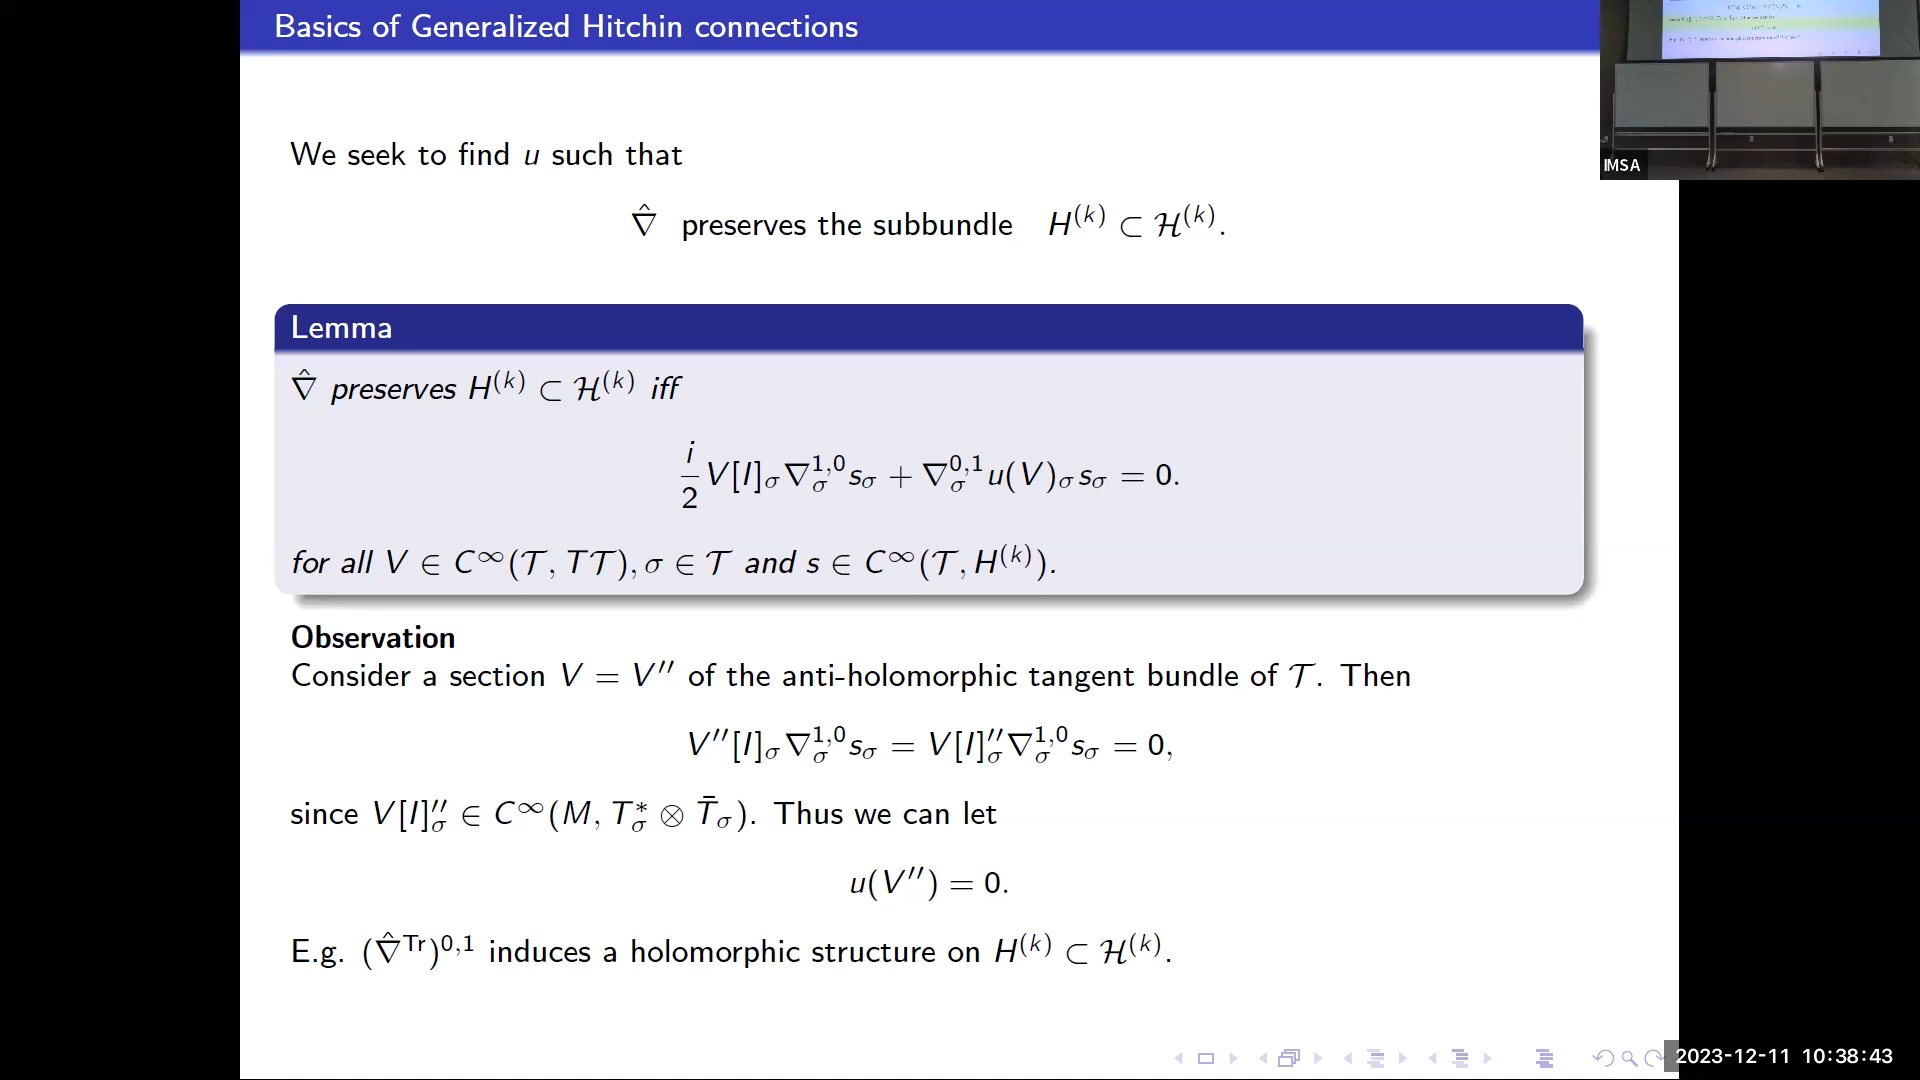 Basics of Generalized Hitchin connections
We seek to find u such that
∇̂ preserves the subbundle H^(k) ⊂ ℋ^(k).
Lemma
∇̂ preserves H^(k) ⊂ ℋ^(k) iff
i/2 V[I]_σ ∇^{1,0}_σ s_σ + ∇^{0,1}_σ u(V)_σ s_σ = 0.
for all V ∈ C^∞(𝒯, T𝒯), σ ∈ 𝒯 and s ∈ C^∞(𝒯, H^(k)).
Observation
Consider a section V = V′′ of the anti-holomorphic tangent bundle of 𝒯. Then
V′′[I]_σ ∇^{1,0}_σ s_σ = V[I]′′_σ ∇^{1,0}_σ s_σ = 0,
since V[I]′′_σ ∈ C^∞(M, T^*_σ ⊗ T̄_σ). Thus we can let
u(V′′) = 0.
E.g. (∇̂^Tr)^{0,1} induces a holomorphic structure on H^(k) ⊂ ℋ^(k).
IMSA
2023-12-11 10:38:43